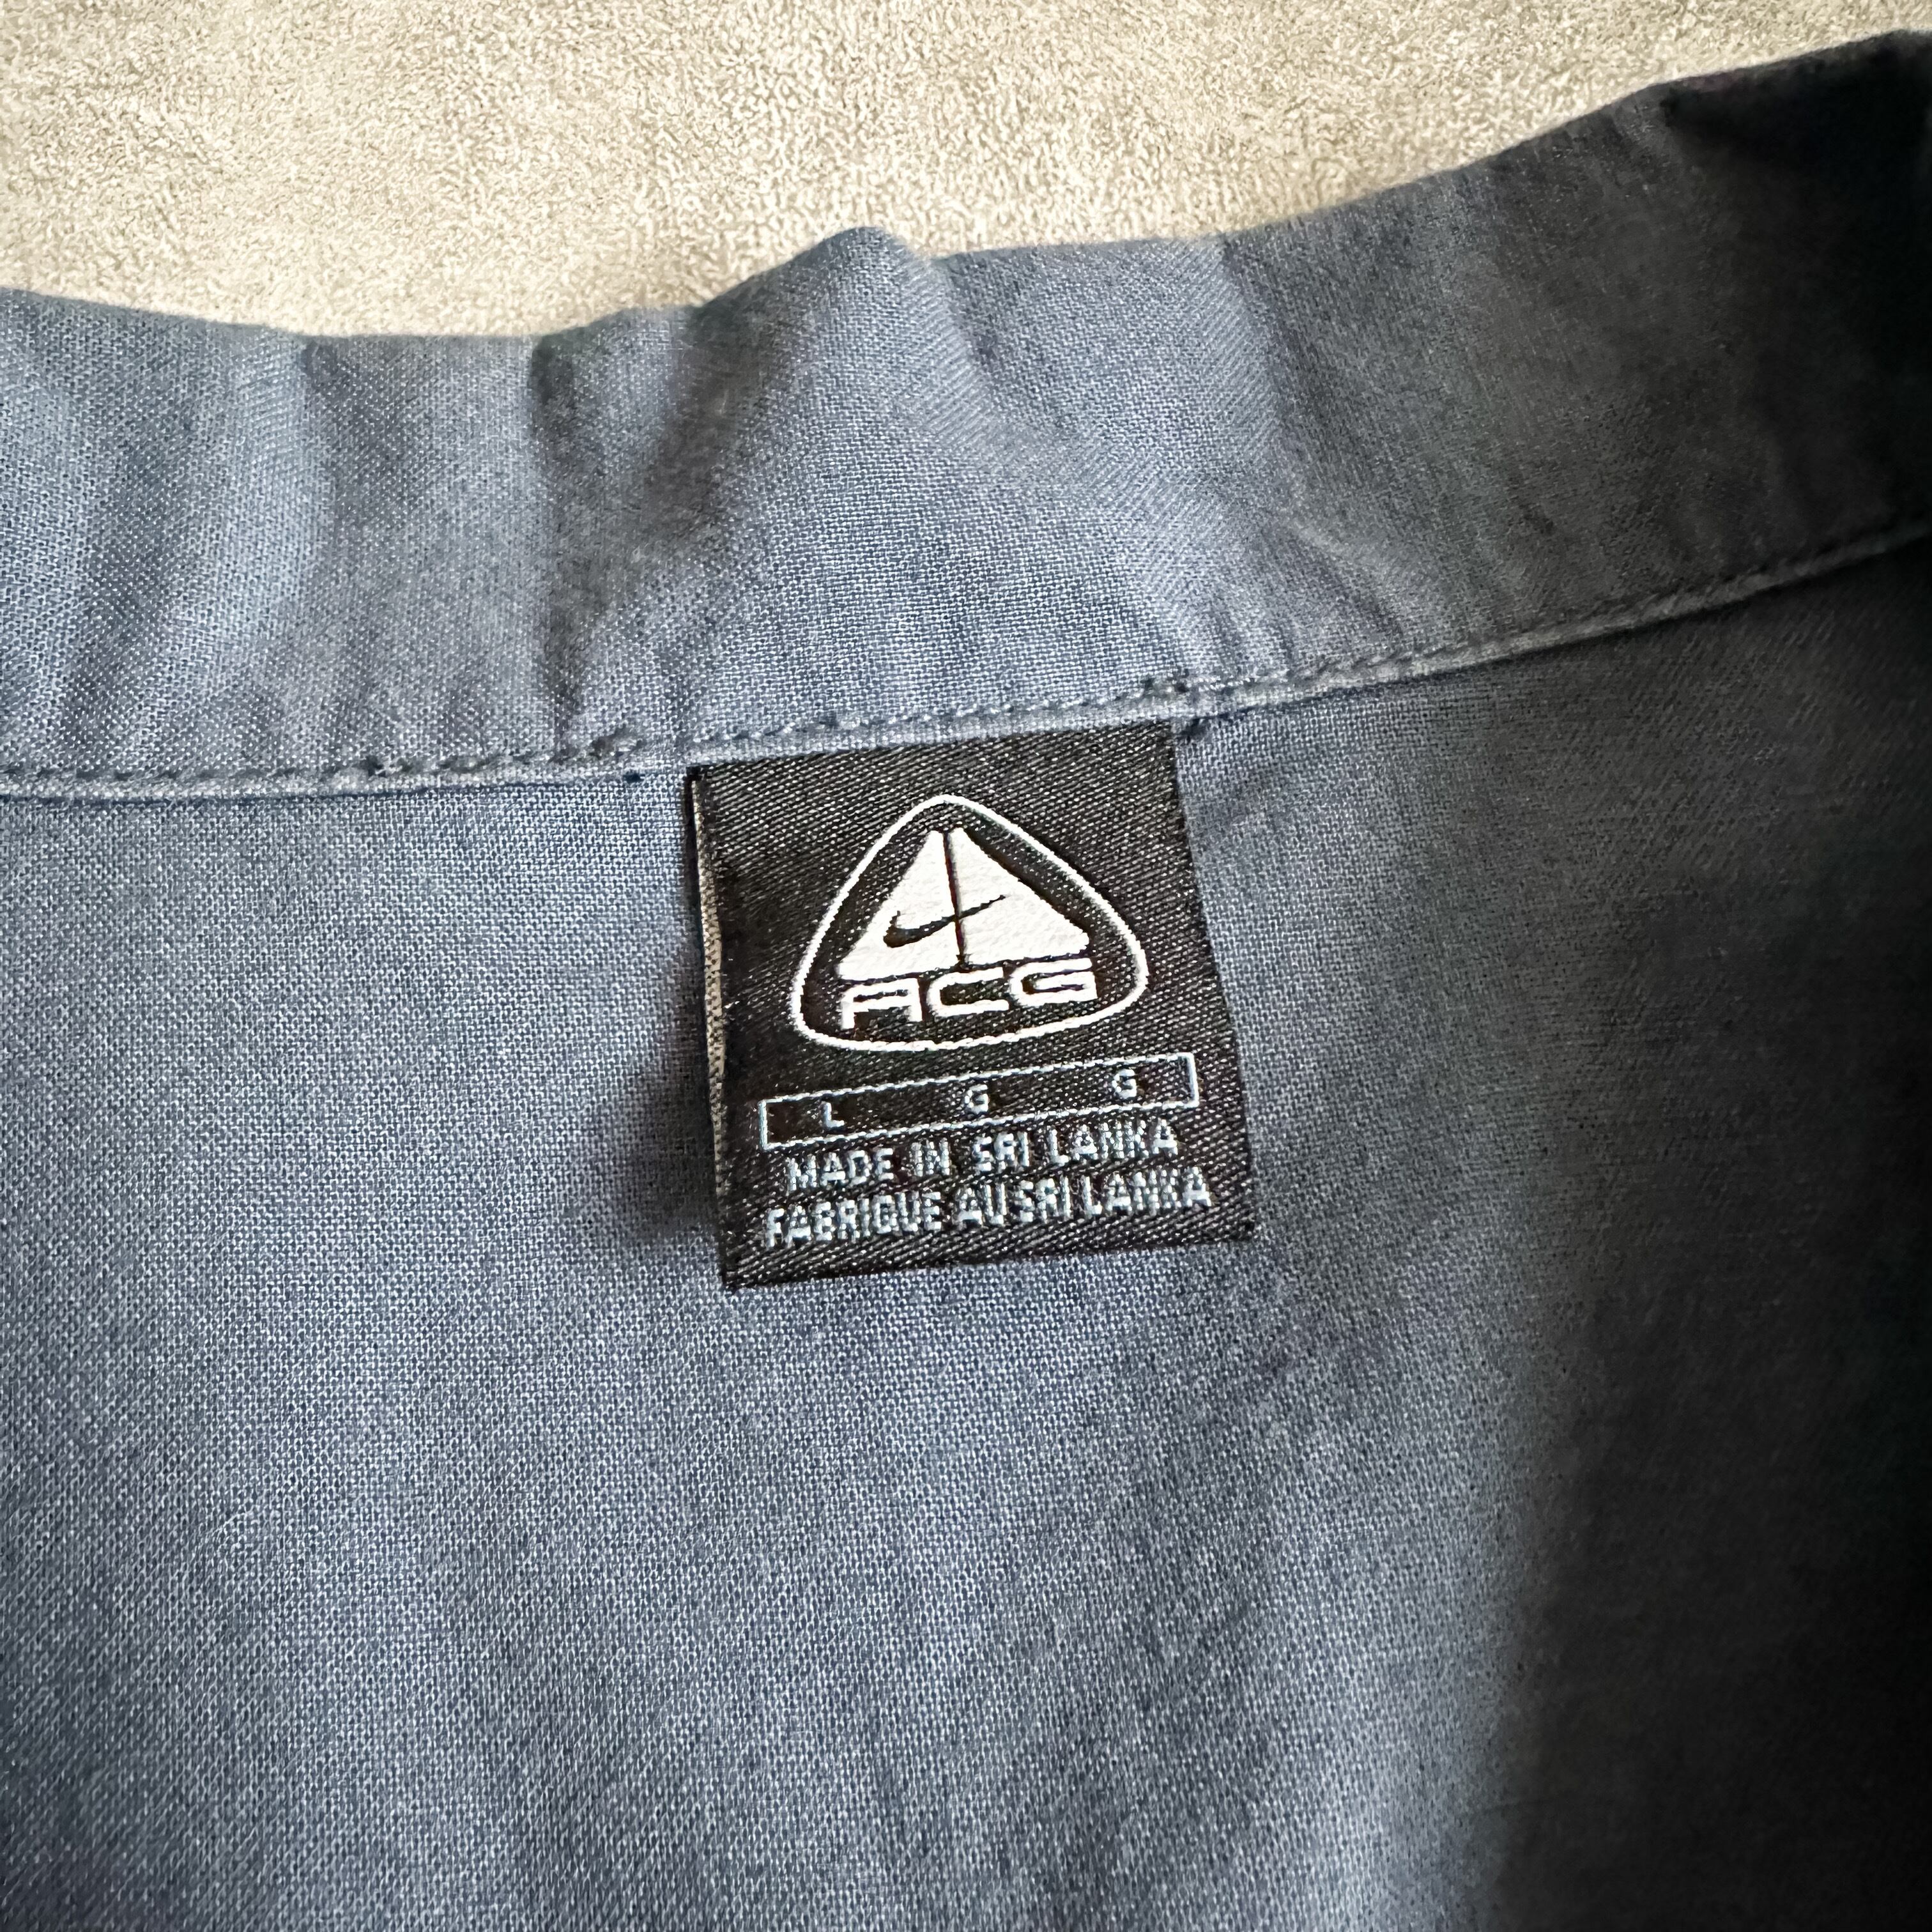 ACG
L G G
MADE IN SRI LANKA
FABRIQUE AU SRI LANKA